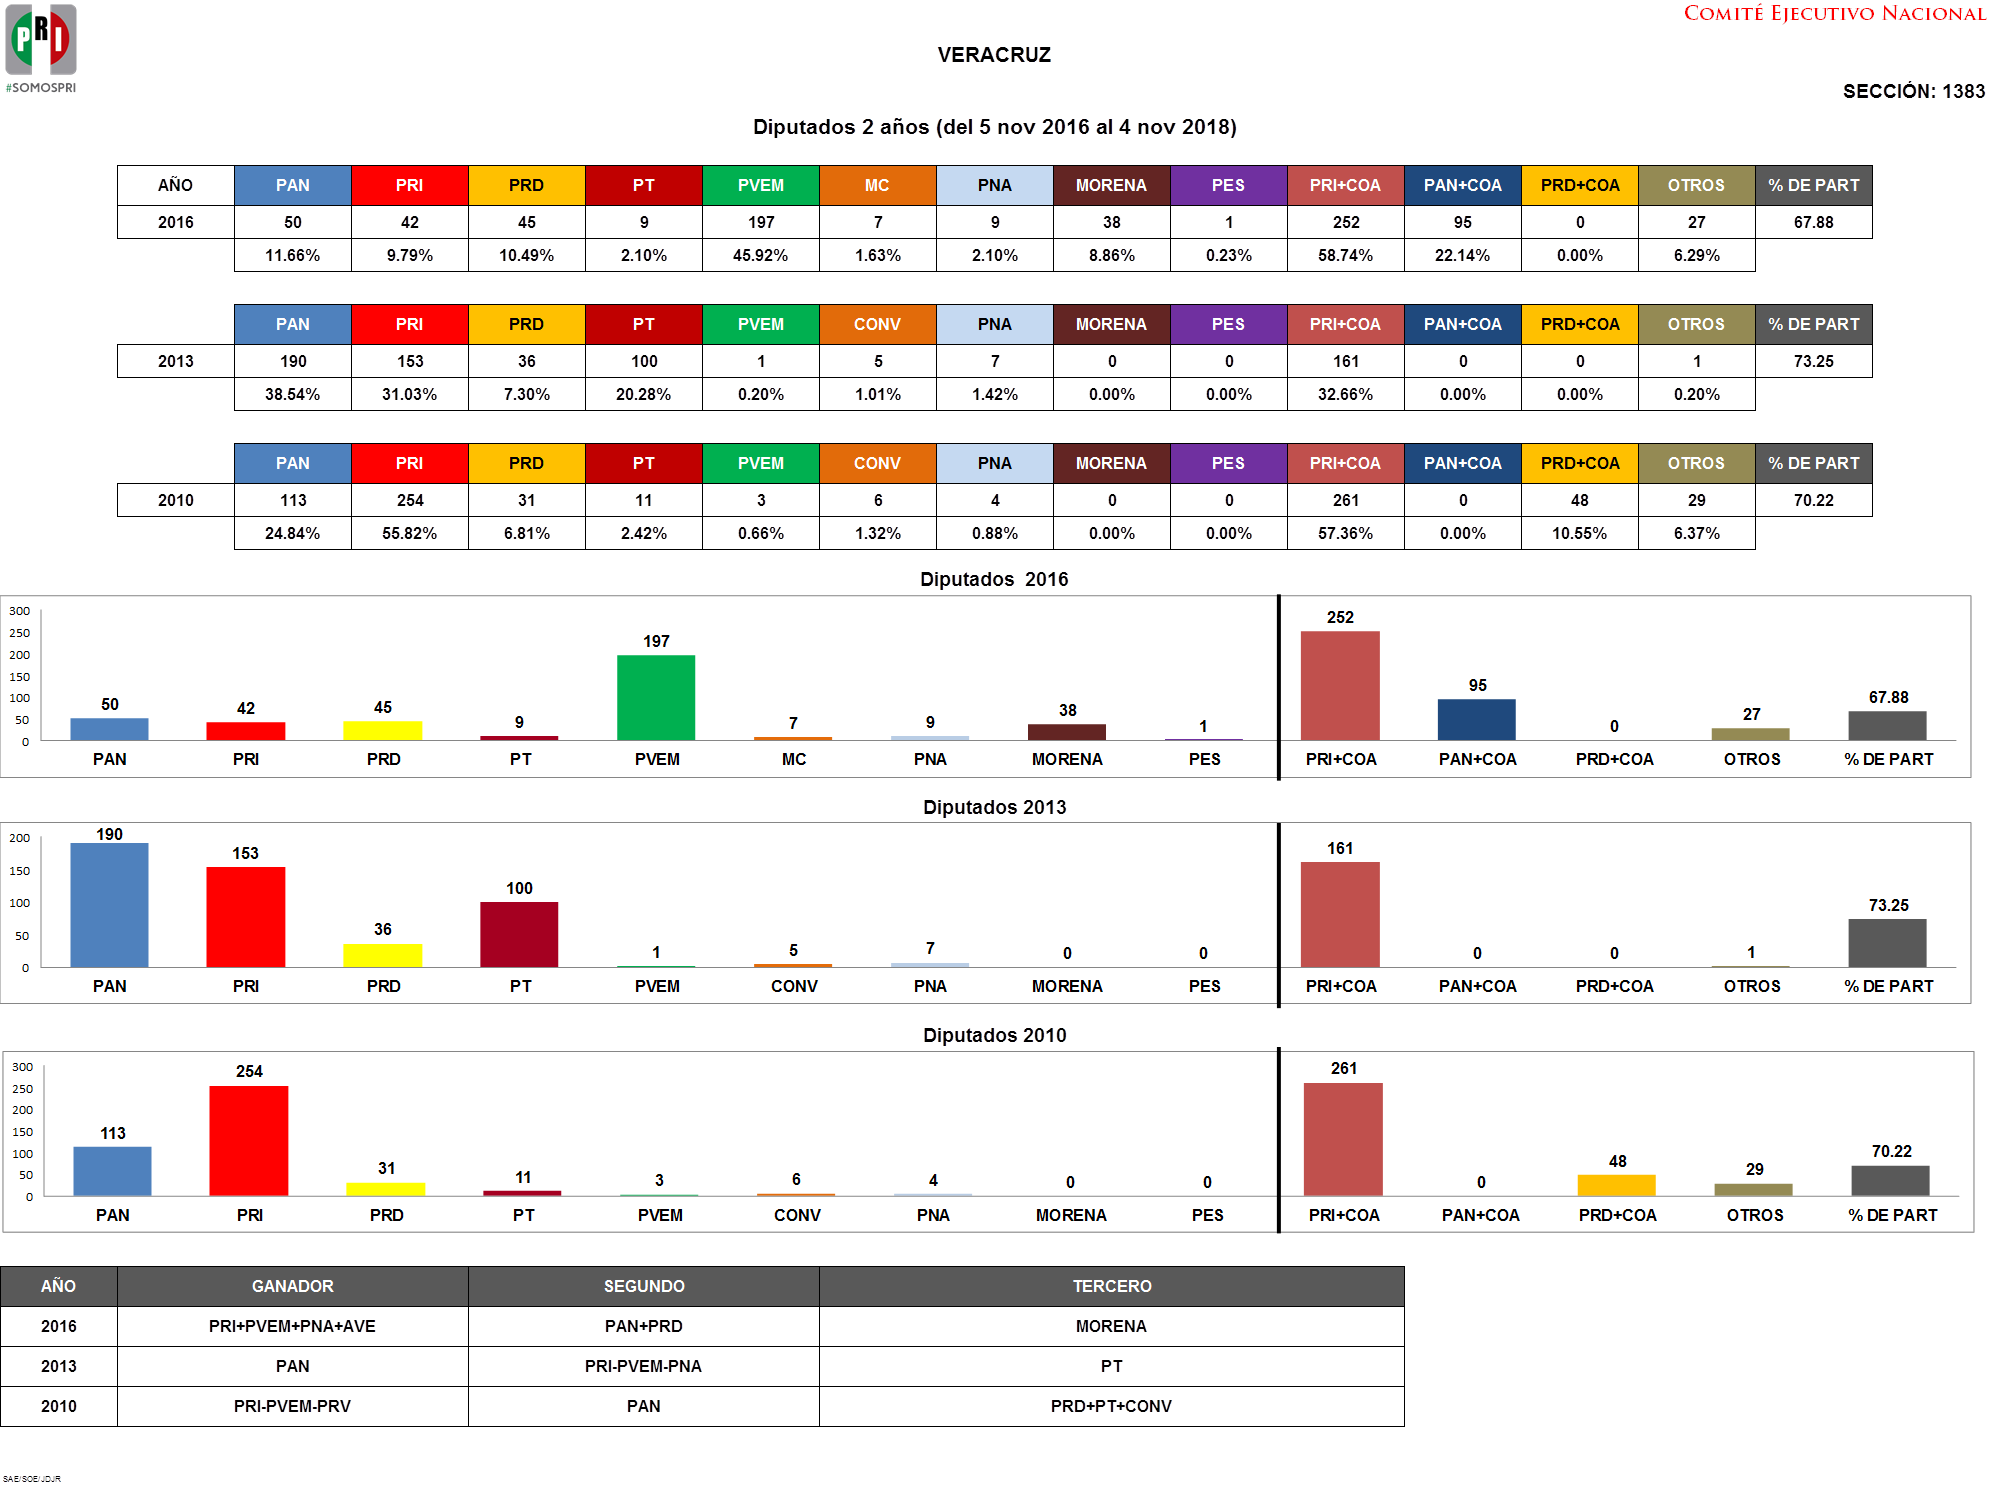 PRI
#SOMOSPRI
COMITÉ EJECUTIVO NACIONAL
VERACRUZ
SECCIÓN: 1383
Diputados 2 años (del 5 nov 2016 al 4 nov 2018)
AÑO PAN PRI PRD PT PVEM MC PNA MORENA PES PRI+COA PAN+COA PRD+COA OTROS % DE PART
2016 50 42 45 9 197 7 9 38 1 252 95 0 27 67.88
11.66% 9.79% 10.49% 2.10% 45.92% 1.63% 2.10% 8.86% 0.23% 58.74% 22.14% 0.00% 6.29%
PAN PRI PRD PT PVEM CONV PNA MORENA PES PRI+COA PAN+COA PRD+COA OTROS % DE PART
2013 190 153 36 100 1 5 7 0 0 161 0 0 1 73.25
38.54% 31.03% 7.30% 20.28% 0.20% 1.01% 1.42% 0.00% 0.00% 32.66% 0.00% 0.00% 0.20%
PAN PRI PRD PT PVEM CONV PNA MORENA PES PRI+COA PAN+COA PRD+COA OTROS % DE PART
2010 113 254 31 11 3 6 4 0 0 261 0 48 29 70.22
24.84% 55.82% 6.81% 2.42% 0.66% 1.32% 0.88% 0.00% 0.00% 57.36% 0.00% 10.55% 6.37%
Diputados 2016
300
250
200
150
100
50
0
50 42 45 9 197 7 9 38 1 252 95 0 27 67.88
PAN PRI PRD PT PVEM MC PNA MORENA PES PRI+COA PAN+COA PRD+COA OTROS % DE PART
Diputados 2013
200
150
100
50
0
190 153 36 100 1 5 7 0 0 161 0 0 1 73.25
PAN PRI PRD PT PVEM CONV PNA MORENA PES PRI+COA PAN+COA PRD+COA OTROS % DE PART
Diputados 2010
300
250
200
150
100
50
0
113 254 31 11 3 6 4 0 0 261 0 48 29 70.22
PAN PRI PRD PT PVEM CONV PNA MORENA PES PRI+COA PAN+COA PRD+COA OTROS % DE PART
AÑO GANADOR SEGUNDO TERCERO
2016 PRI+PVEM+PNA+AVE PAN+PRD MORENA
2013 PAN PRI-PVEM-PNA PT
2010 PRI-PVEM-PRV PAN PRD+PT+CONV
SAE/SOE/JDJR